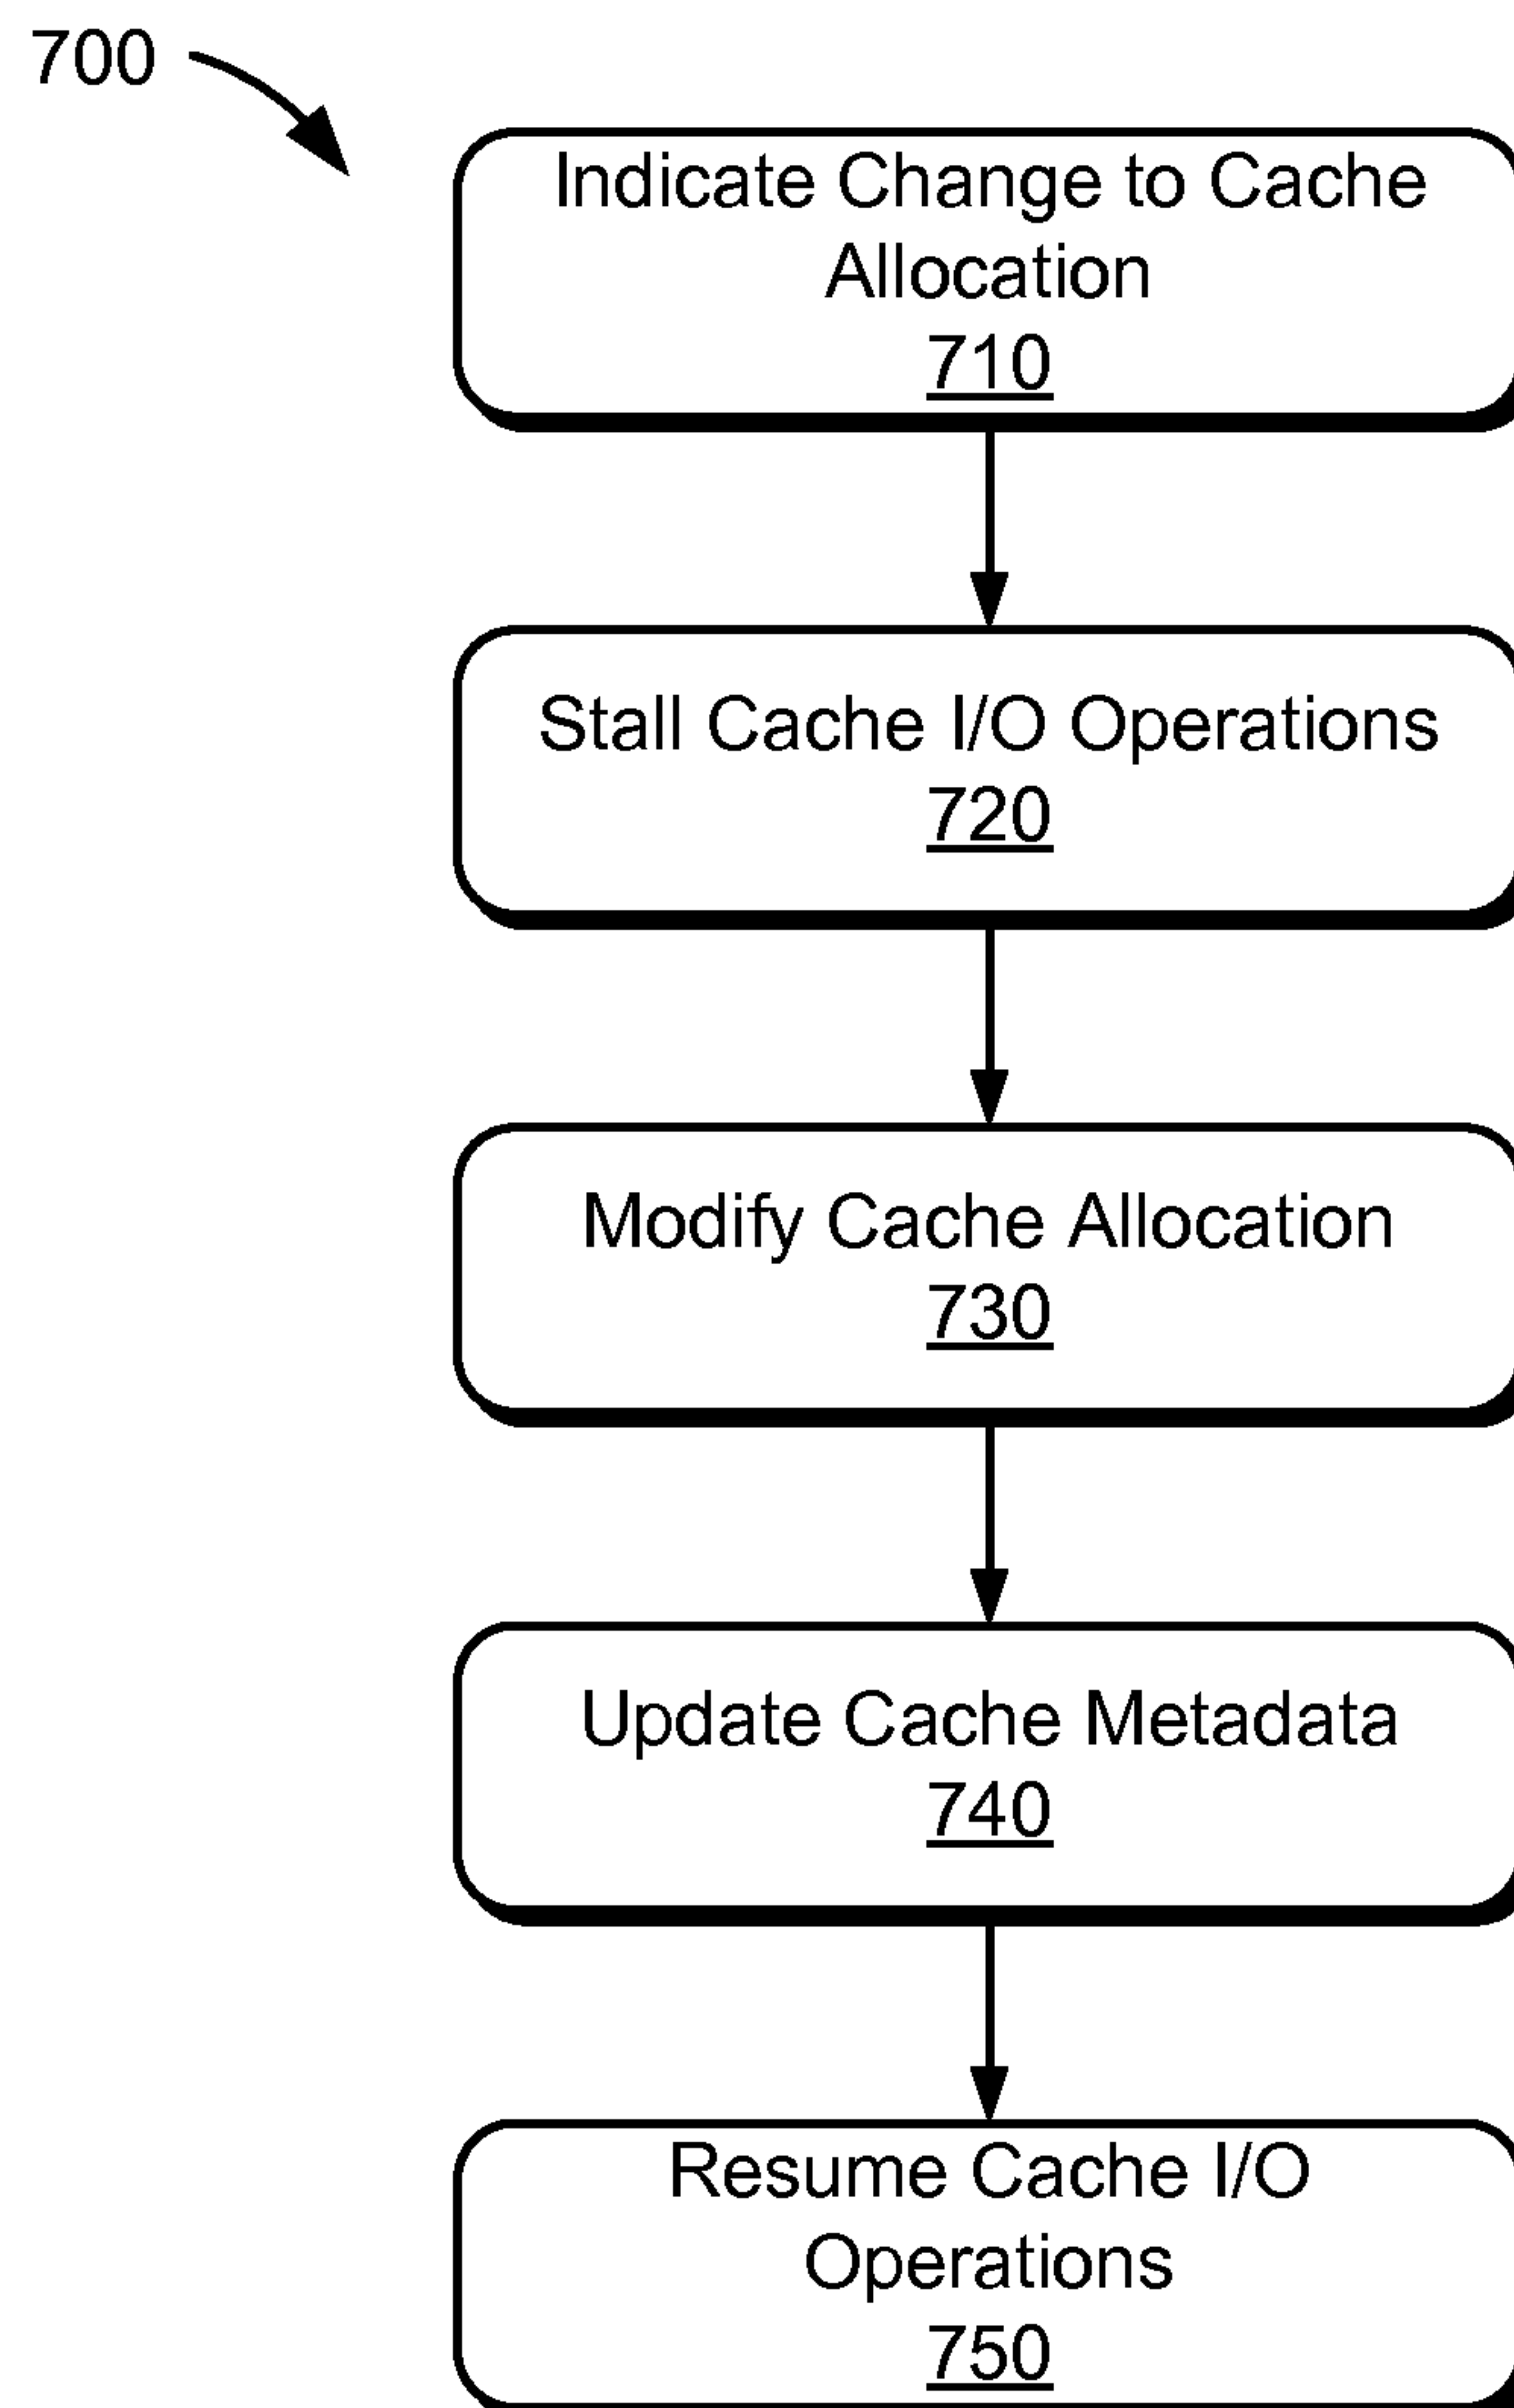 700
Indicate Change to Cache
Allocation
710
Stall Cache I/O Operations
720
Modify Cache Allocation
730
Update Cache Metadata
740
Resume Cache I/O
Operations
750